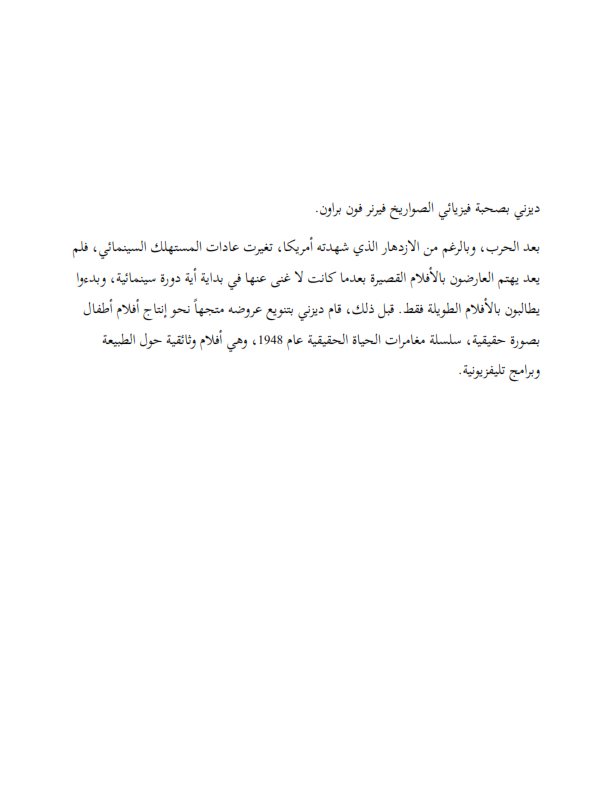 ديزني بصحبة فيزيائي الصواريخ فيرنر فون براون.
بعد الحرب، وبالرغم من الازدهار الذي شهدته أمريكا، تغيرت عادات المستهلك السينمائي، فلم
يعد يهتم العارضون بالأفلام القصيرة بعدما كانت لا غنى عنها في بداية أية دورة سينمائية، وبدءوا
يطالبون بالأفلام الطويلة فقط. قبل ذلك، قام ديزني بتنويع عروضه متجهاً نحو إنتاج أفلام أطفال
بصورة حقيقية، سلسلة مغامرات الحياة الحقيقية عام 1948، وهي أفلام وثائقية حول الطبيعة
وبرامج تليفزيونية.